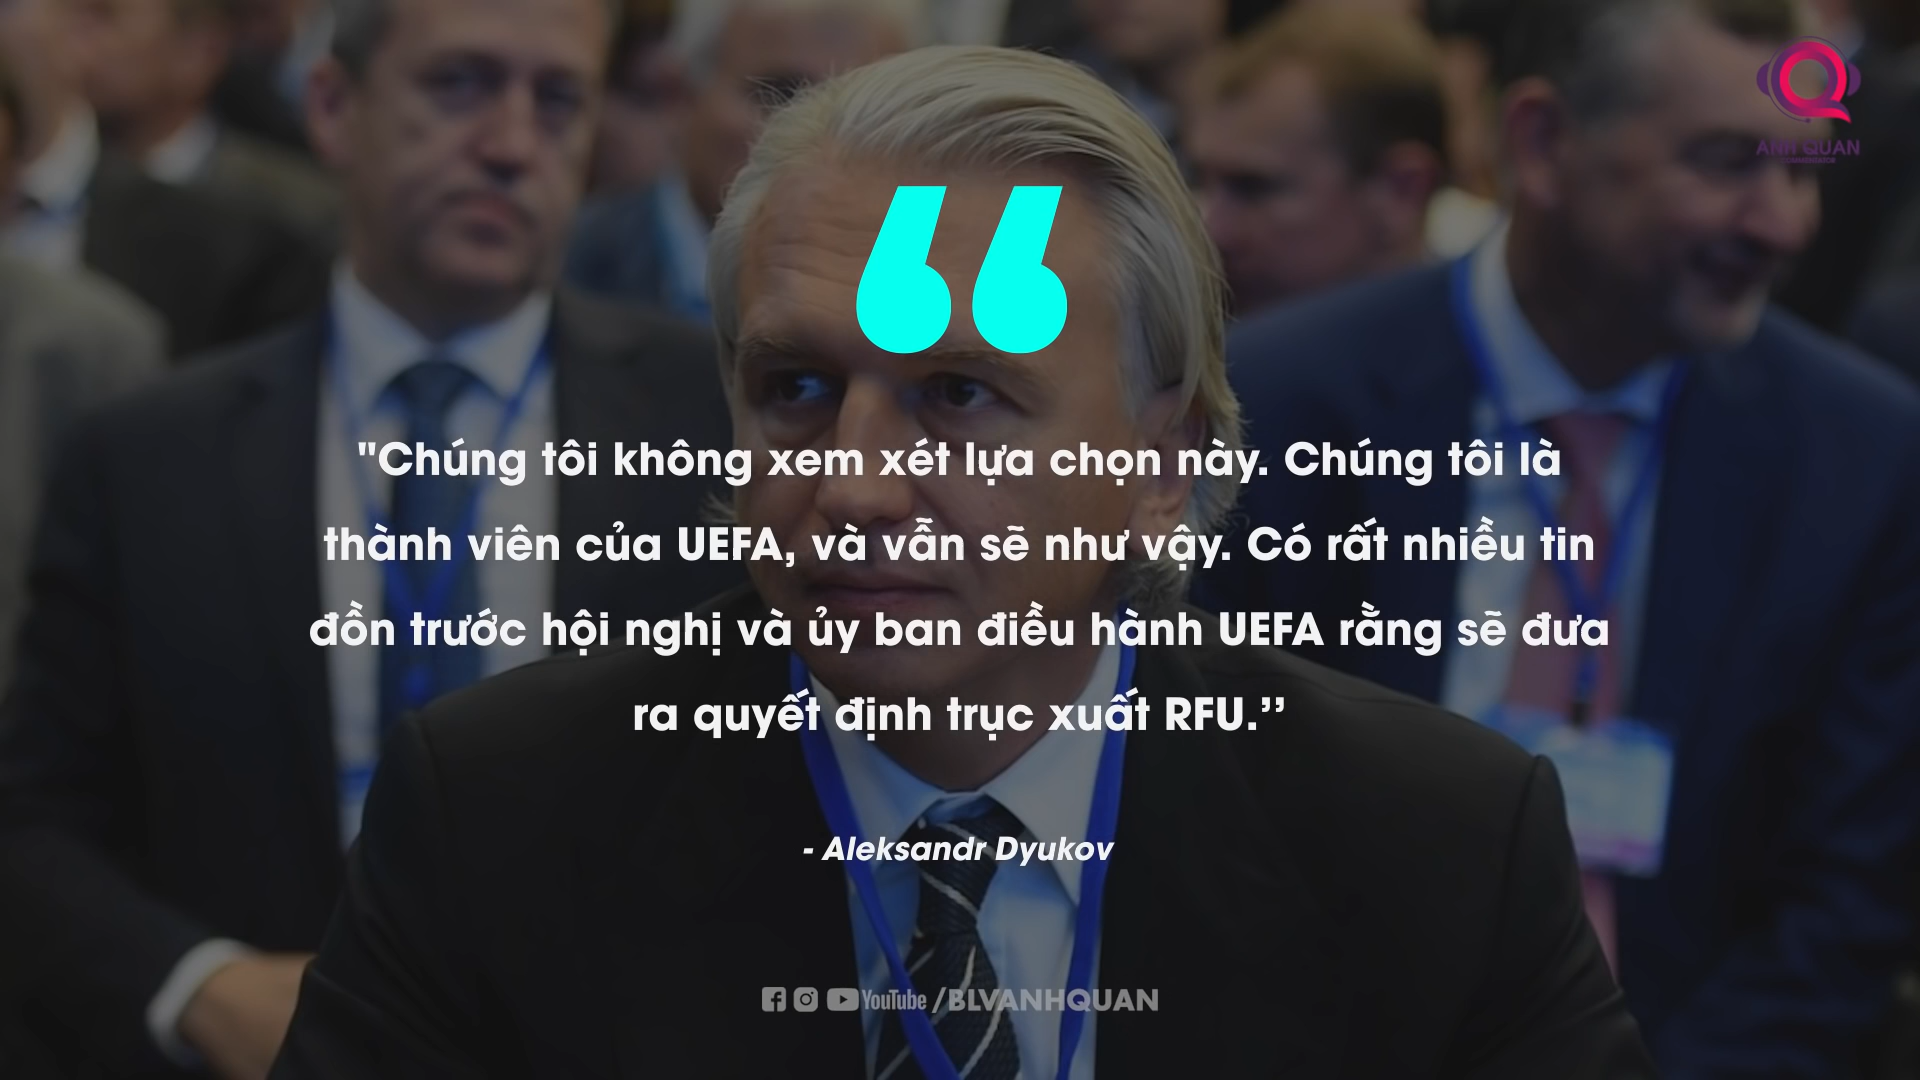 ANH QUAN
COMMENTATOR
"Chúng tôi không xem xét lựa chọn này. Chúng tôi là
thành viên của UEFA, và vẫn sẽ như vậy. Có rất nhiều tin
đồn trước hội nghị và ủy ban điều hành UEFA rằng sẽ đưa
ra quyết định trục xuất RFU.’’
- Aleksandr Dyukov
YouTube /BLVANHQUAN